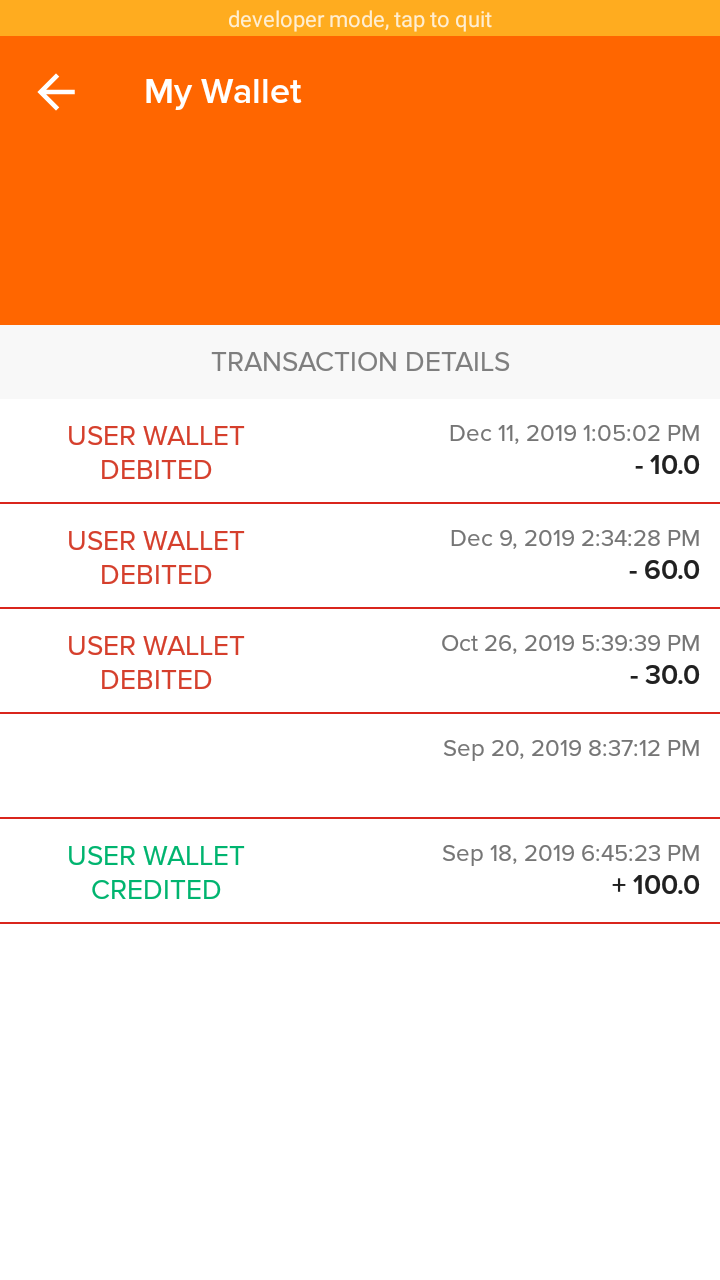 developer mode, tap to quit
My Wallet
TRANSACTION DETAILS
USER WALLET
DEBITED
Dec 11, 2019 1:05:02 PM
- 10.0
USER WALLET
DEBITED
Dec 9, 2019 2:34:28 PM
- 60.0
USER WALLET
DEBITED
Oct 26, 2019 5:39:39 PM
- 30.0
Sep 20, 2019 8:37:12 PM
USER WALLET
CREDITED
Sep 18, 2019 6:45:23 PM
+ 100.0